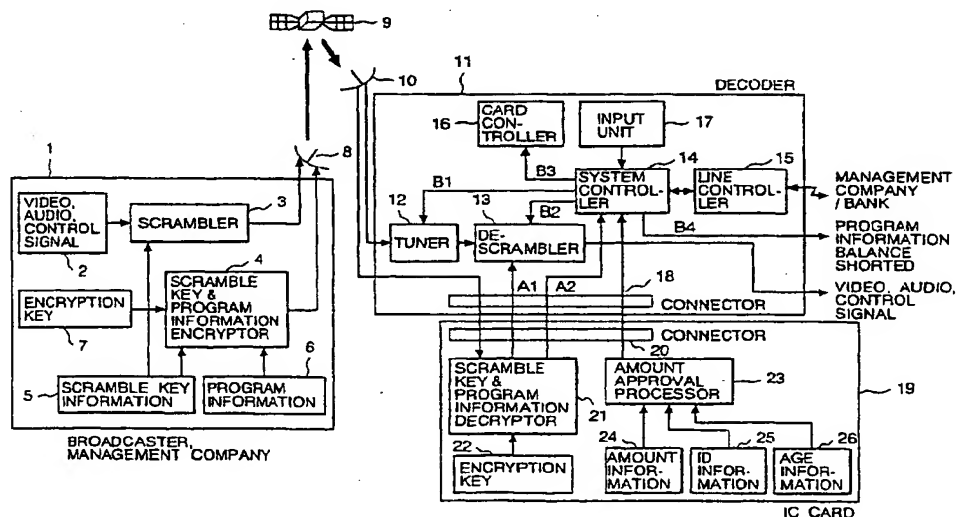 9
10
11
DECODER
CARD
CON-
TROLLER
16
INPUT
UNIT
17
1
8
3
VIDEO,
AUDIO,
CONTROL
SIGNAL
2
SCRAMBLER
4
SCRAMBLE
KEY &
PROGRAM
INFORMATION
ENCRYPTOR
ENCRYPTION
KEY
7
6
5
SCRAMBLE KEY
INFORMATION
PROGRAM
INFORMATION
BROADCASTER,
MANAGEMENT COMPANY
B3
14
15
SYSTEM
CONTROL-
LER
LINE
CONTROL-
LER
MANAGEMENT
COMPANY
/ BANK
B1
12
13
B2
TUNER
DE-
SCRAMBLER
B4
PROGRAM
INFORMATION
BALANCE
SHORTED
A1
A2
18
CONNECTOR
VIDEO, AUDIO,
CONTROL
SIGNAL
CONNECTOR
20
SCRAMBLE
KEY &
PROGRAM
INFORMATION
DECRYPTOR
21
AMOUNT
APPROVAL
PROCESSOR
23
19
22
ENCRYPTION
KEY
24
AMOUNT
INFOR-
MATION
25
ID
INFOR-
MATION
26
AGE
INFOR-
MATION
IC CARD